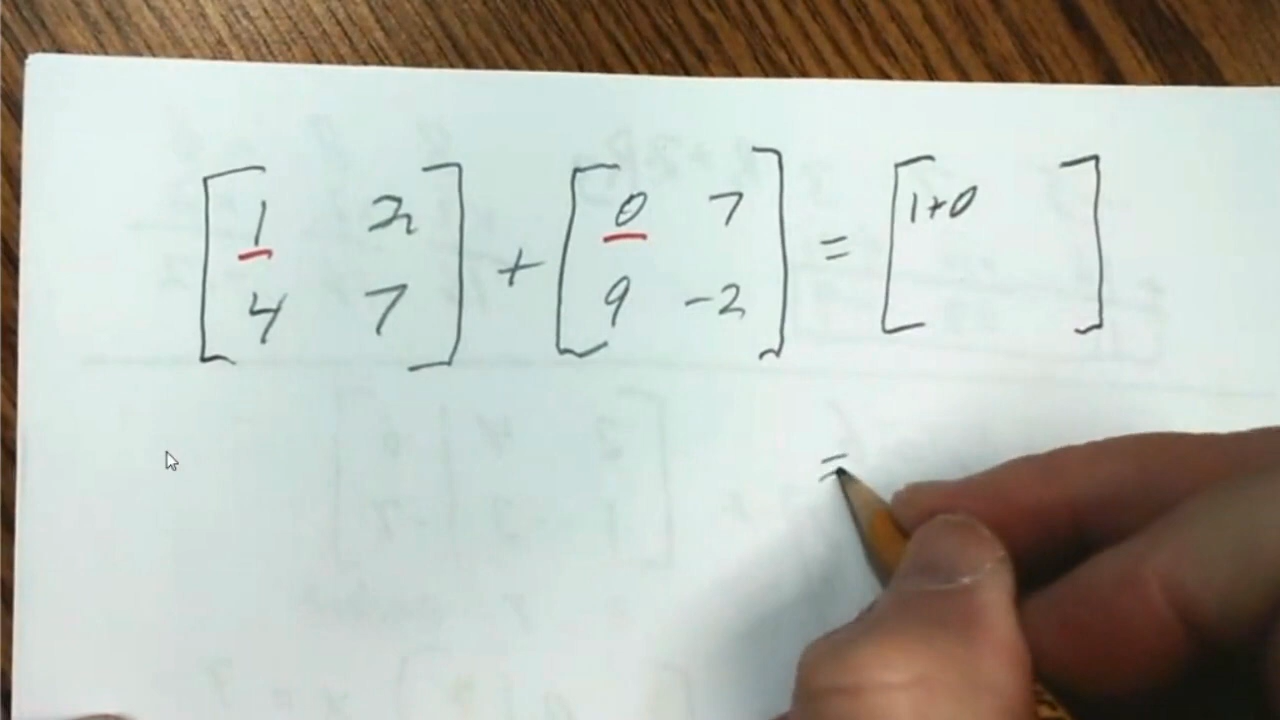 [1 2] + [0 7] = [1+0 ]
[4 7] [9 -2] [ ]
=